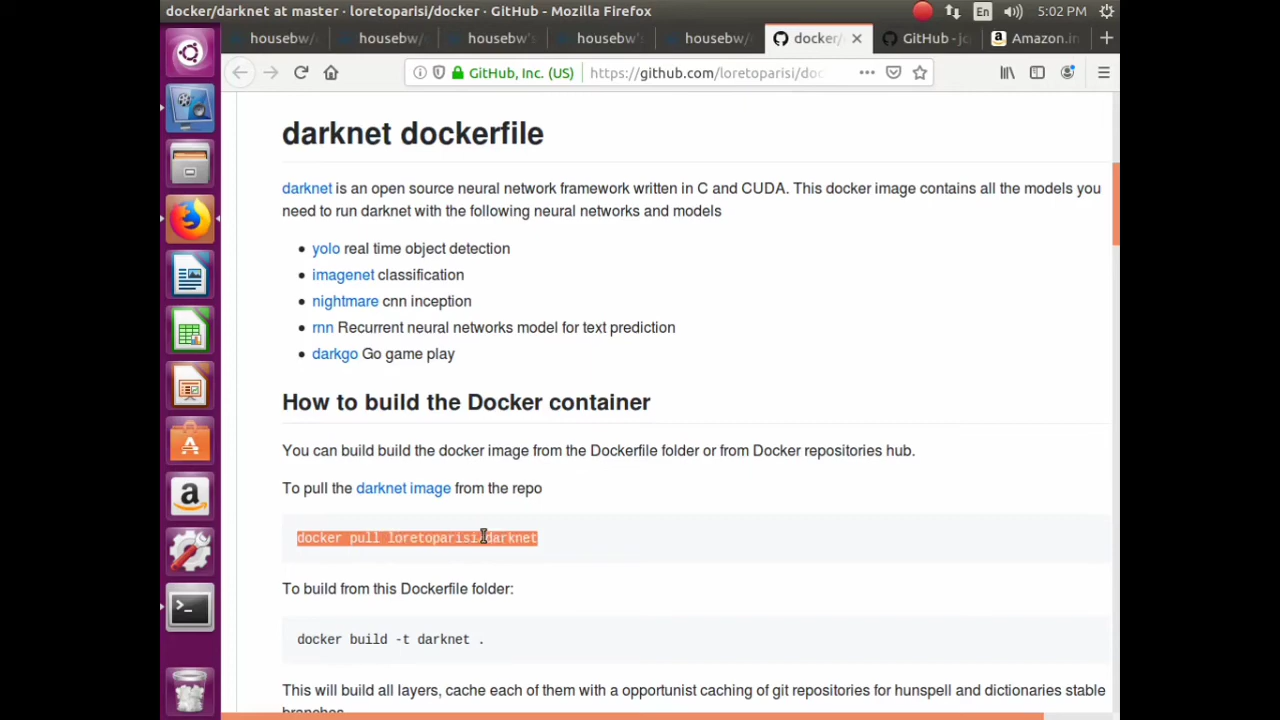 docker/darknet at master · loretoparisi/docker · GitHub - Mozilla Firefox
En
5:02 PM
housebw/
housebw/
housebw's
housebw's
housebw/
docker/
GitHub - jo
Amazon.in
GitHub, Inc. (US)
https://github.com/loretoparisi/doc
darknet dockerfile
darknet is an open source neural network framework written in C and CUDA. This docker image contains all the models you
need to run darknet with the following neural networks and models
yolo real time object detection
imagenet classification
nightmare cnn inception
rnn Recurrent neural networks model for text prediction
darkgo Go game play
How to build the Docker container
You can build build the docker image from the Dockerfile folder or from Docker repositories hub.
To pull the darknet image from the repo
docker pull loretoparisi/darknet
To build from this Dockerfile folder:
docker build -t darknet .
This will build all layers, cache each of them with a opportunist caching of git repositories for hunspell and dictionaries stable
branches.